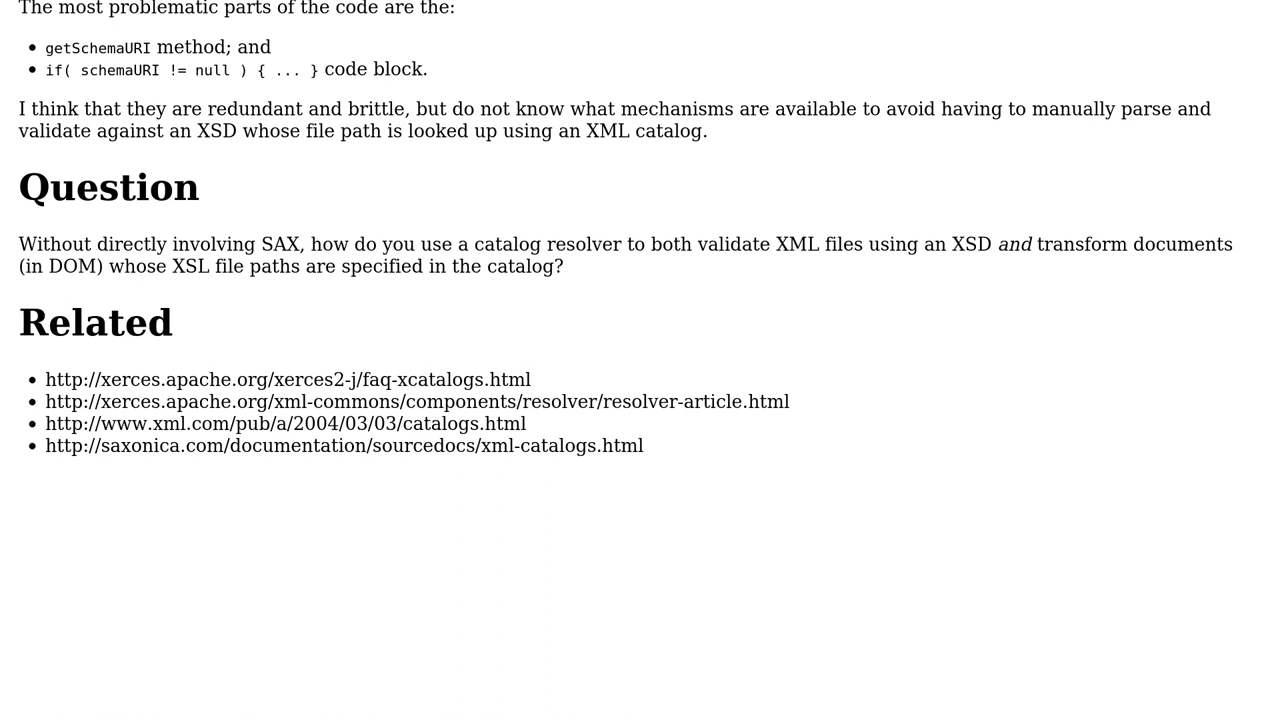 The most problematic parts of the code are the:
• getSchemaURI method; and
• if( schemaURI != null ) { ... } code block.
I think that they are redundant and brittle, but do not know what mechanisms are available to avoid having to manually parse and
validate against an XSD whose file path is looked up using an XML catalog.
Question
Without directly involving SAX, how do you use a catalog resolver to both validate XML files using an XSD and transform documents
(in DOM) whose XSL file paths are specified in the catalog?
Related
• http://xerces.apache.org/xerces2-j/faq-xcatalogs.html
• http://xerces.apache.org/xml-commons/components/resolver/resolver-article.html
• http://www.xml.com/pub/a/2004/03/03/catalogs.html
• http://saxonica.com/documentation/sourcedocs/xml-catalogs.html